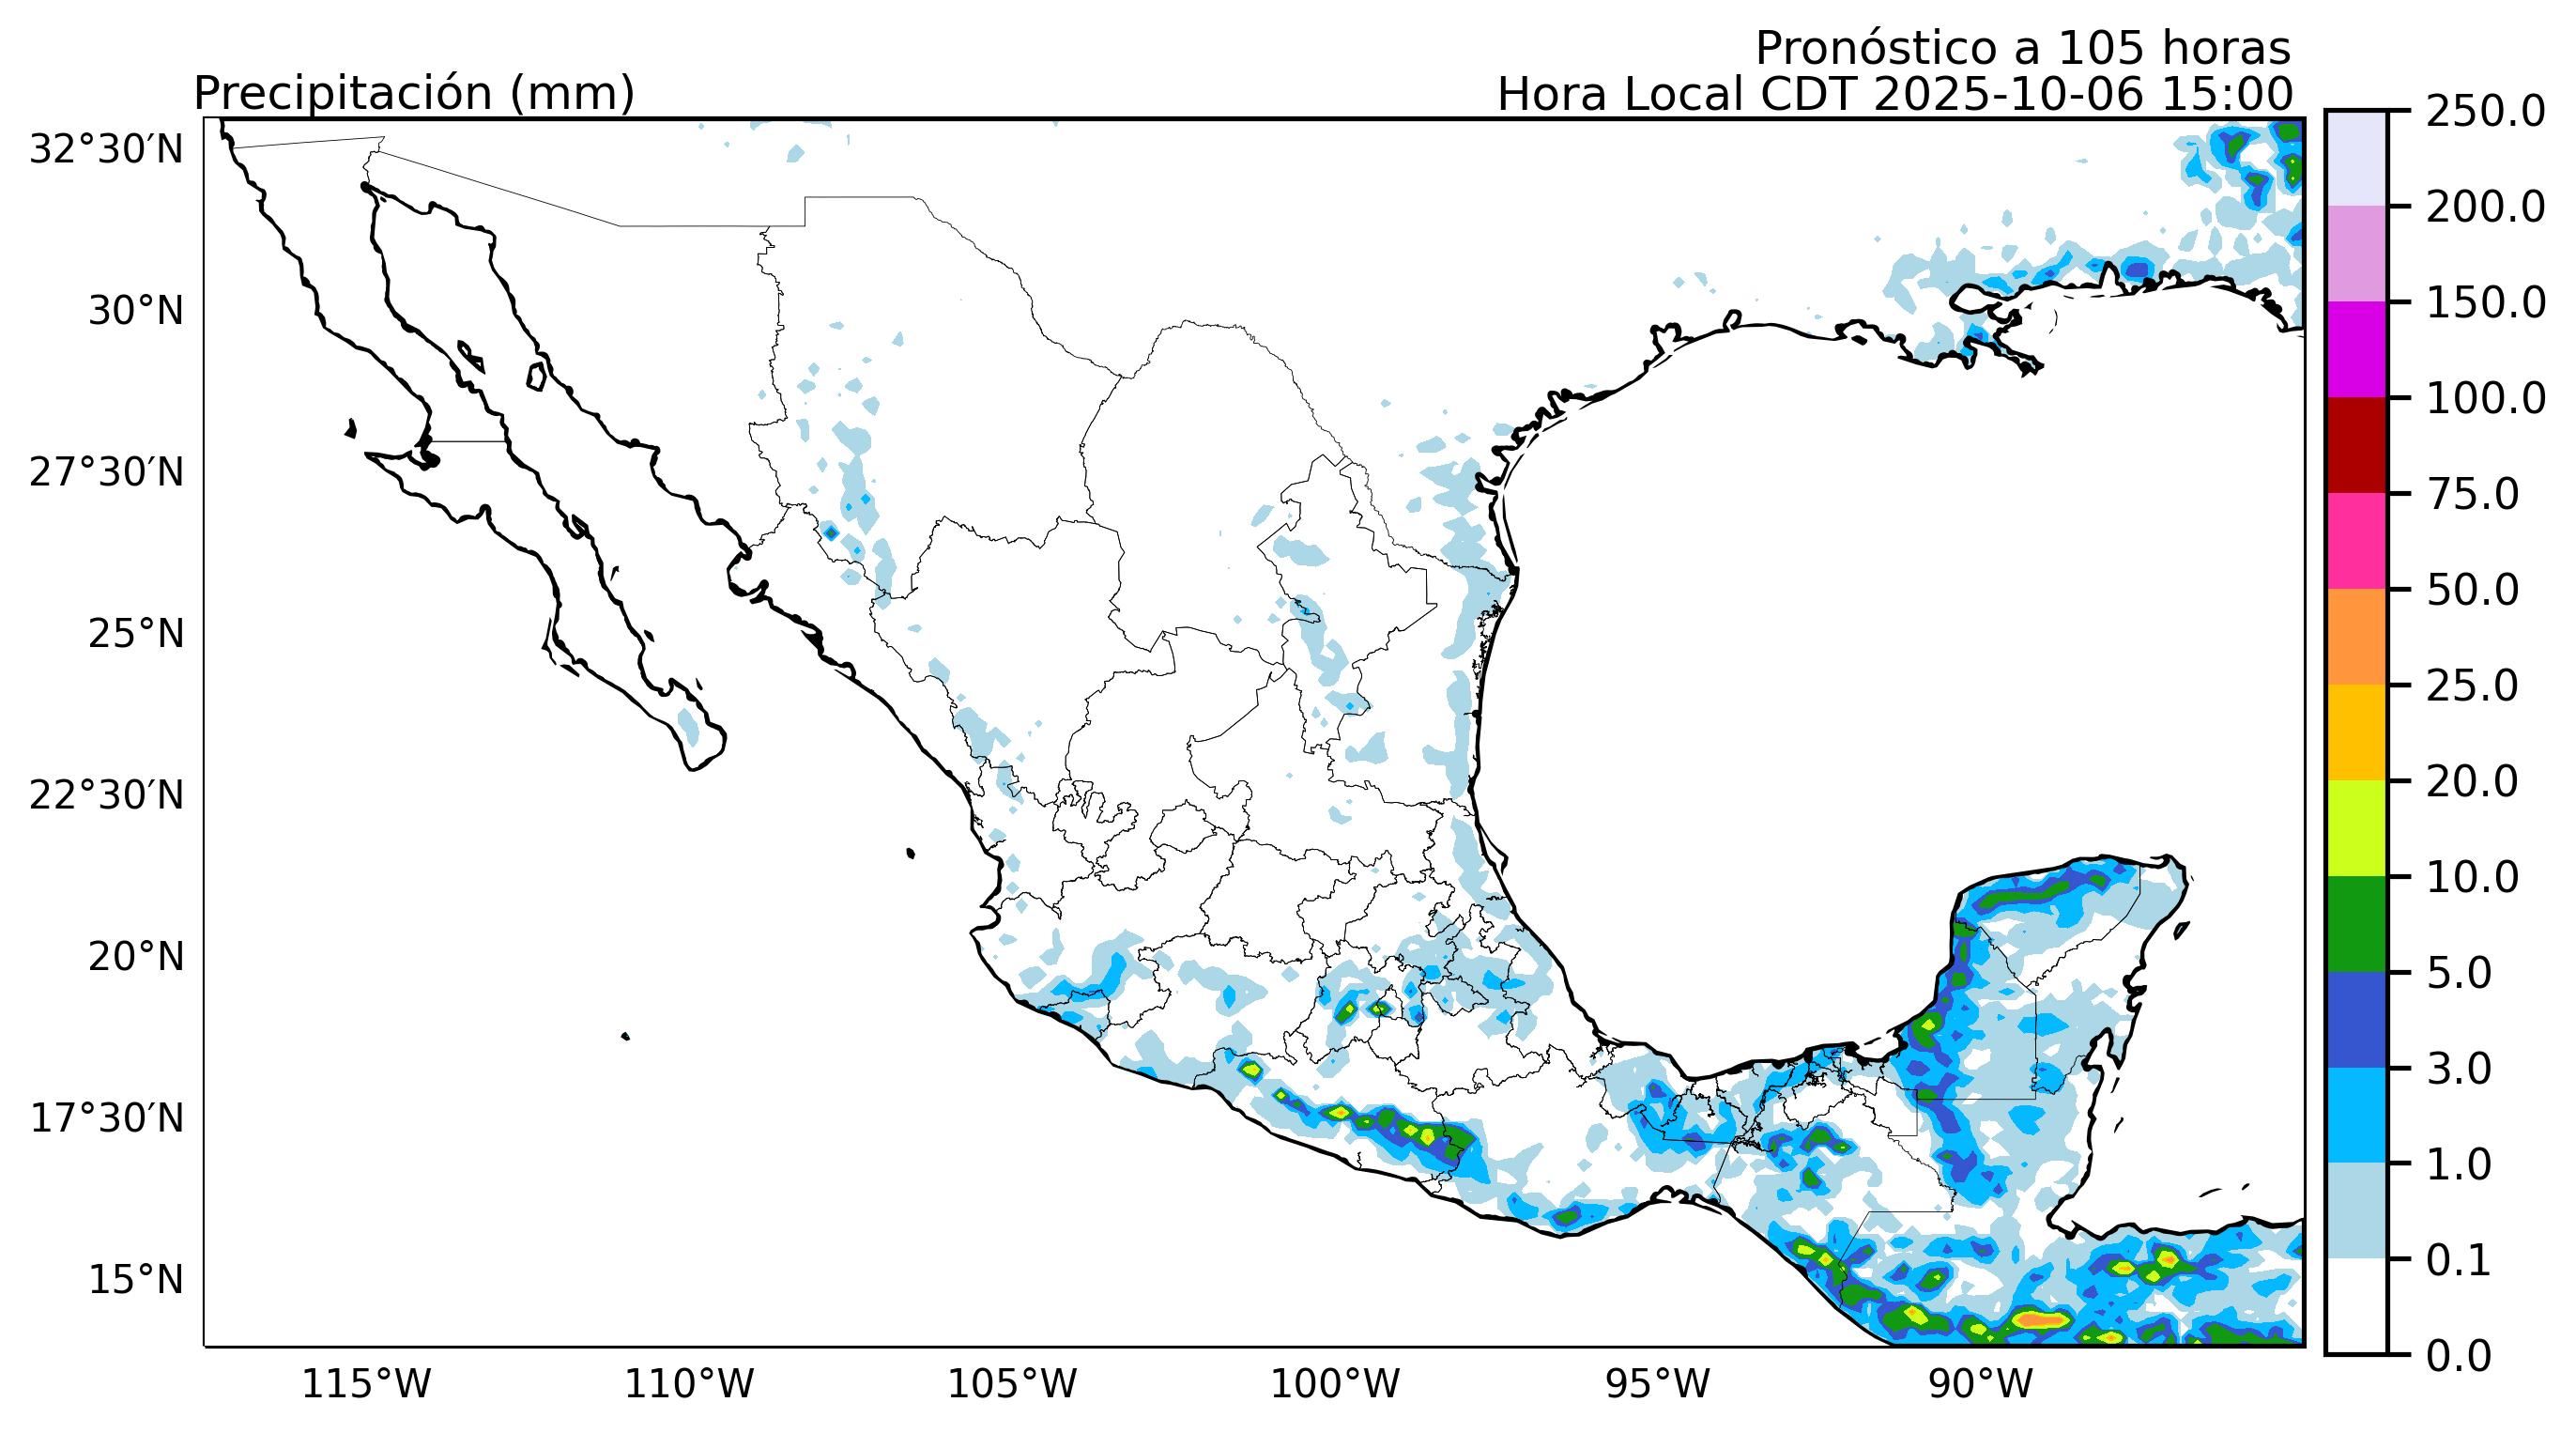 Pronóstico a 105 horas
Precipitación (mm)
Hora Local CDT 2025-10-06 15:00
32°30′N
30°N
27°30′N
25°N
22°30′N
20°N
17°30′N
15°N
115°W
110°W
105°W
100°W
95°W
90°W
250.0
200.0
150.0
100.0
75.0
50.0
25.0
20.0
10.0
5.0
3.0
1.0
0.1
0.0